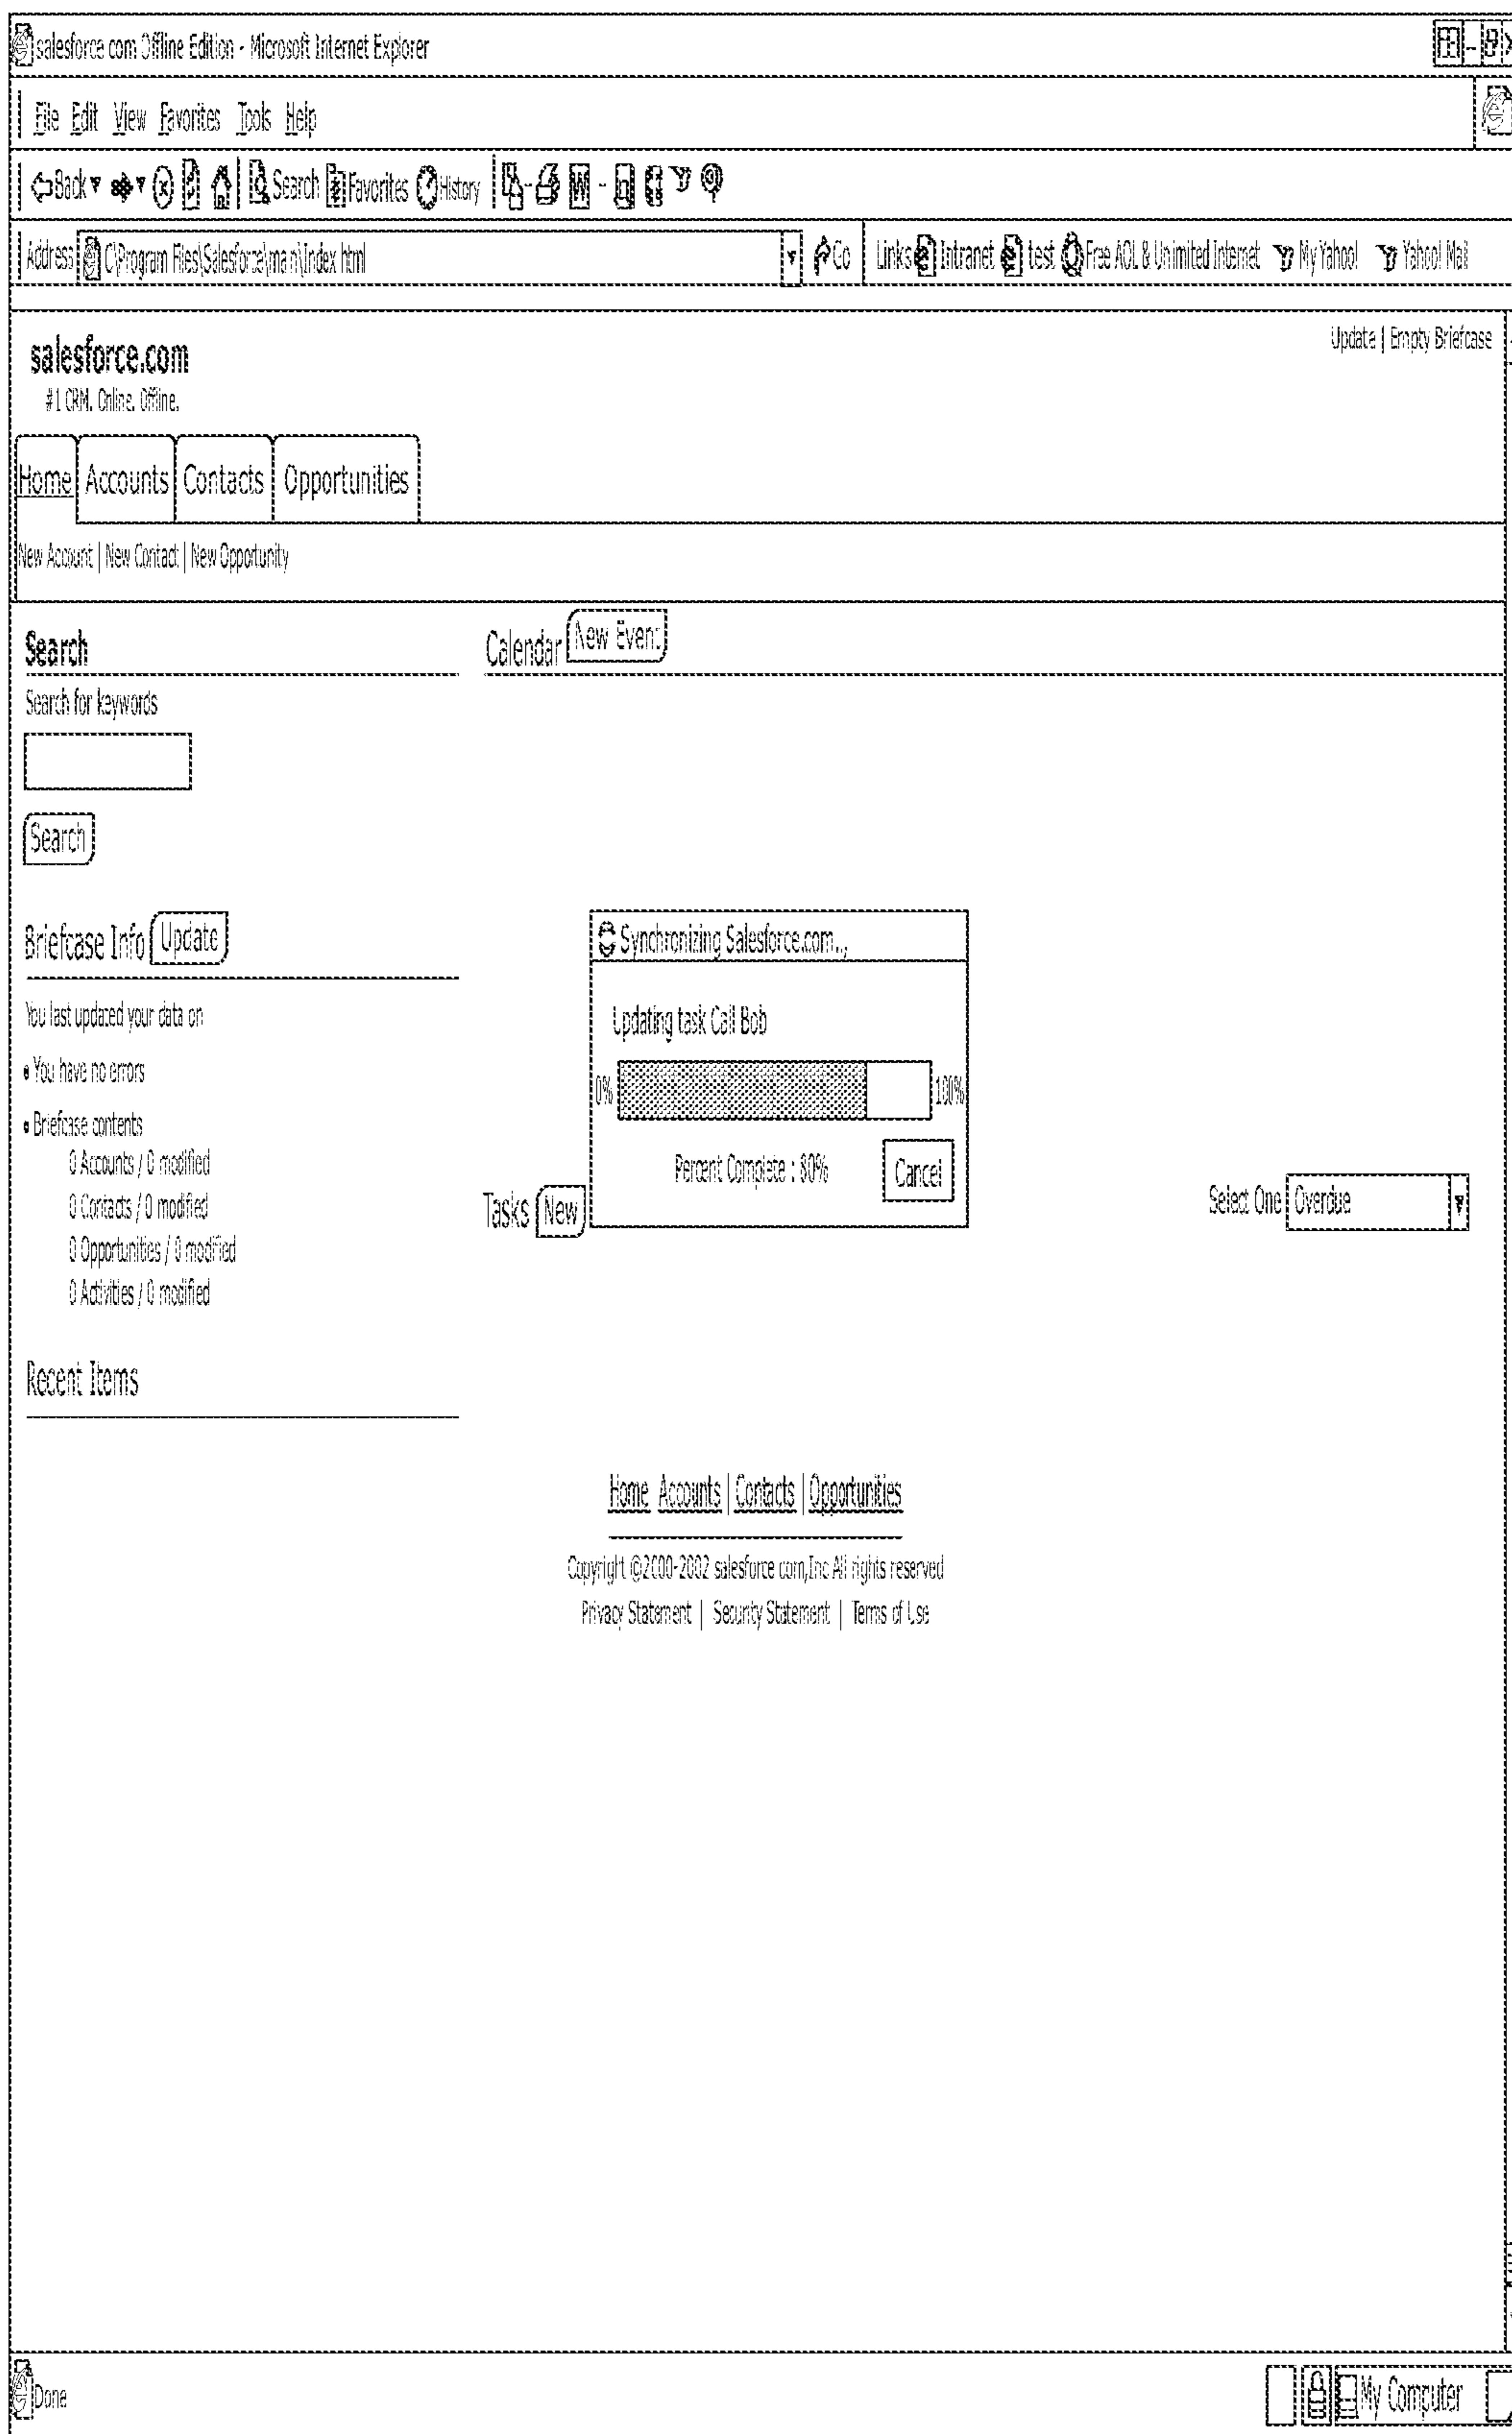 salesforce com Offline Edition - Microsoft Internet Explorer
File Edit View Favorites Tools Help
Back Search Favorites History W
Address C\Program Files\Salesforce\main\Index html Go Links Intranet test Free AOL & Unlimited Internet My Yahoo! Yahoo! Mail
salesforce.com
Update | Empty Briefcase
#1 CRM. Online. Offline.
Home Accounts Contacts Opportunities
New Account | New Contact | New Opportunity
Search
Search for keywords
Search
Calendar New Event
Briefcase Info Update
You last updated your data on
You have no errors
Briefcase contents
0 Accounts / 0 modified
0 Contacts / 0 modified
0 Opportunities / 0 modified
0 Activities / 0 modified
Synchronizing Salesforce.com...
Updating task Call Bob
0% 100%
Percent Complete : 80% Cancel
Tasks New
Select One Overdue
Recent Items
Home Accounts | Contacts | Opportunities
Copyright @2000-2002 salesforce com,Inc All rights reserved
Privacy Statement | Security Statement | Terms of Use
Done My Computer